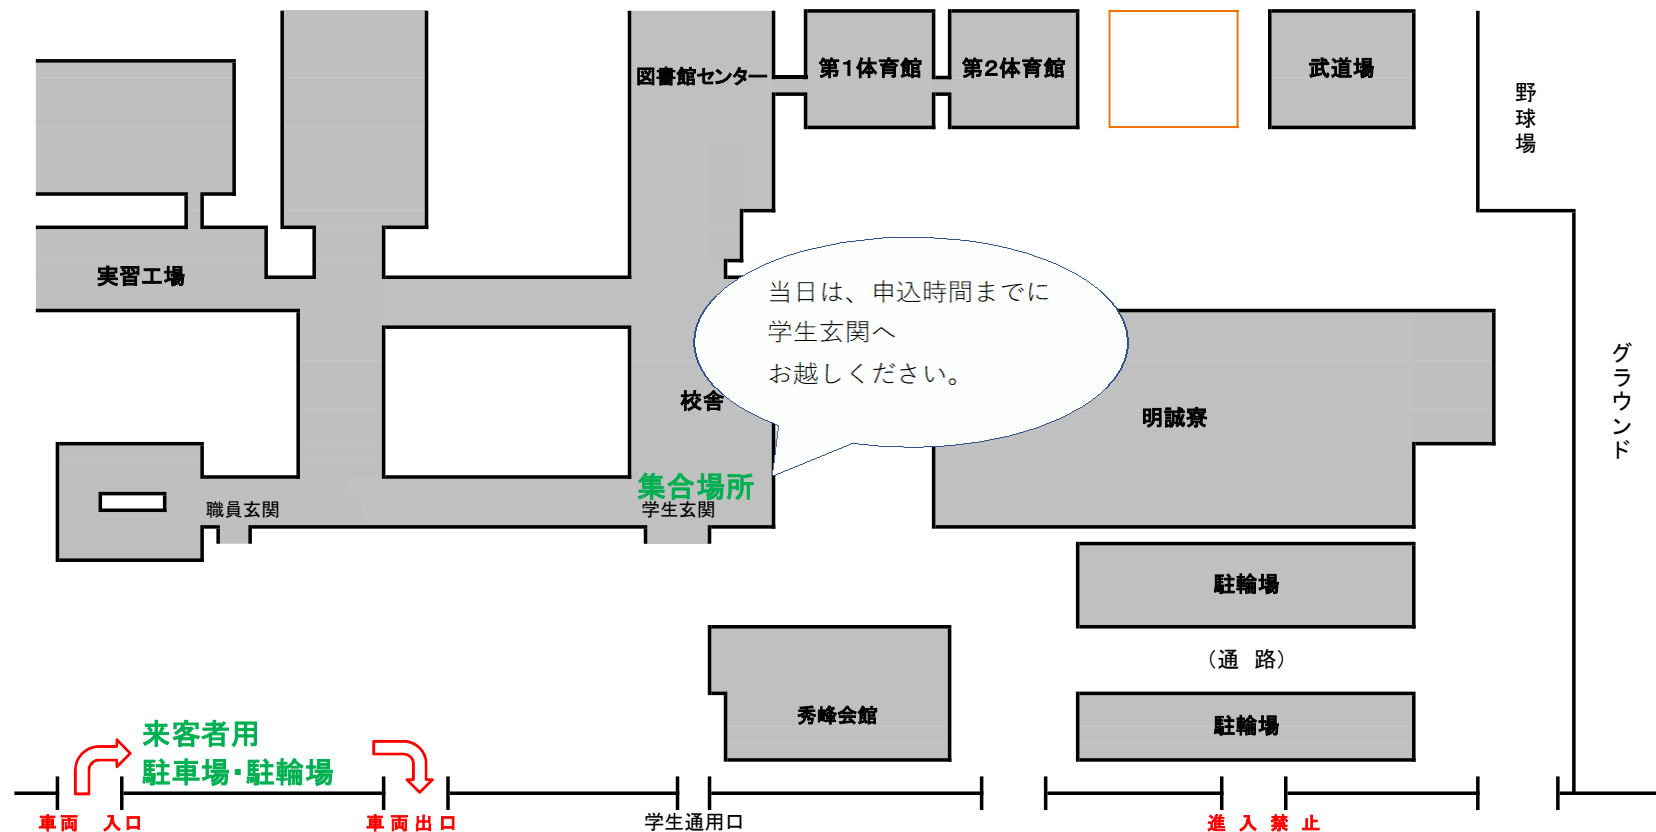 図書館センター
第1体育館
第2体育館
武道場
野球場
実習工場
当日は、申込時間までに
学生玄関へ
お越しください。
グラウンド
校舎
明誠寮
集合場所
職員玄関
学生玄関
駐輪場
（通 路）
秀峰会館
駐輪場
来客者用
駐車場・駐輪場
車両 入口
車両出口
学生通用口
進入禁止